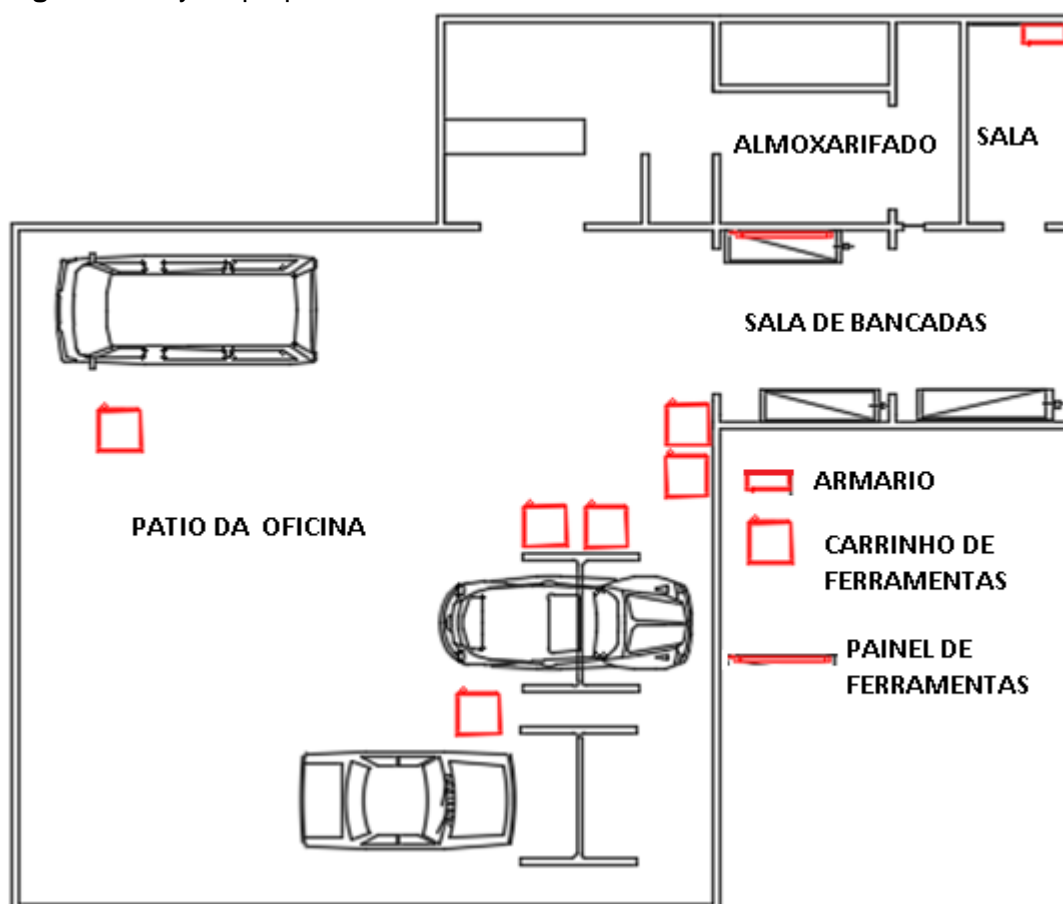 ALMOXARIFADO
SALA
SALA DE BANCADAS
PATIO DA OFICINA
ARMARIO
CARRINHO DE
FERRAMENTAS
PAINEL DE
FERRAMENTAS